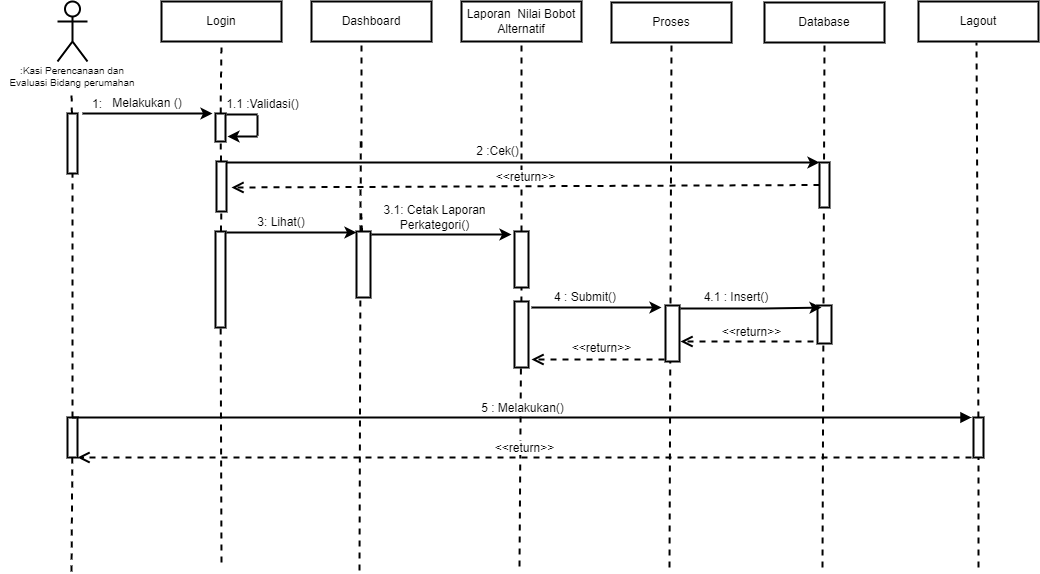 Login
Dashboard
Laporan Nilai Bobot
Alternatif
Proses
Database
Lagout
:Kasi Perencanaan dan
Evaluasi Bidang perumahan
1: Melakukan ()
1.1 :Validasi()
2 :Cek()
<<return>>
3: Lihat()
3.1: Cetak Laporan
Perkategori()
4 : Submit()
4.1 : Insert()
<<return>>
<<return>>
5 : Melakukan()
<<return>>